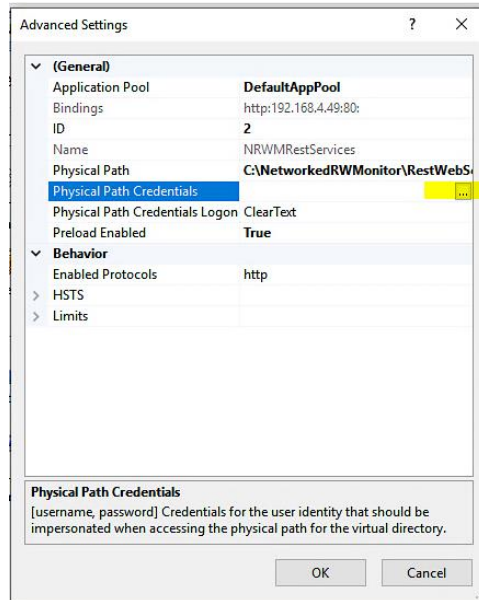 Advanced Settings ? ×
(General)
Application Pool DefaultAppPool
Bindings http:192.168.4.49:80:
ID 2
Name NRWMRestServices
Physical Path C:\NetworkedRWMonitor\RestWebSe
Physical Path Credentials ...
Physical Path Credentials Logon ClearText
Preload Enabled True
Behavior
Enabled Protocols http
HSTS
Limits
Physical Path Credentials
[username, password] Credentials for the user identity that should be
impersonated when accessing the physical path for the virtual directory.
OK Cancel